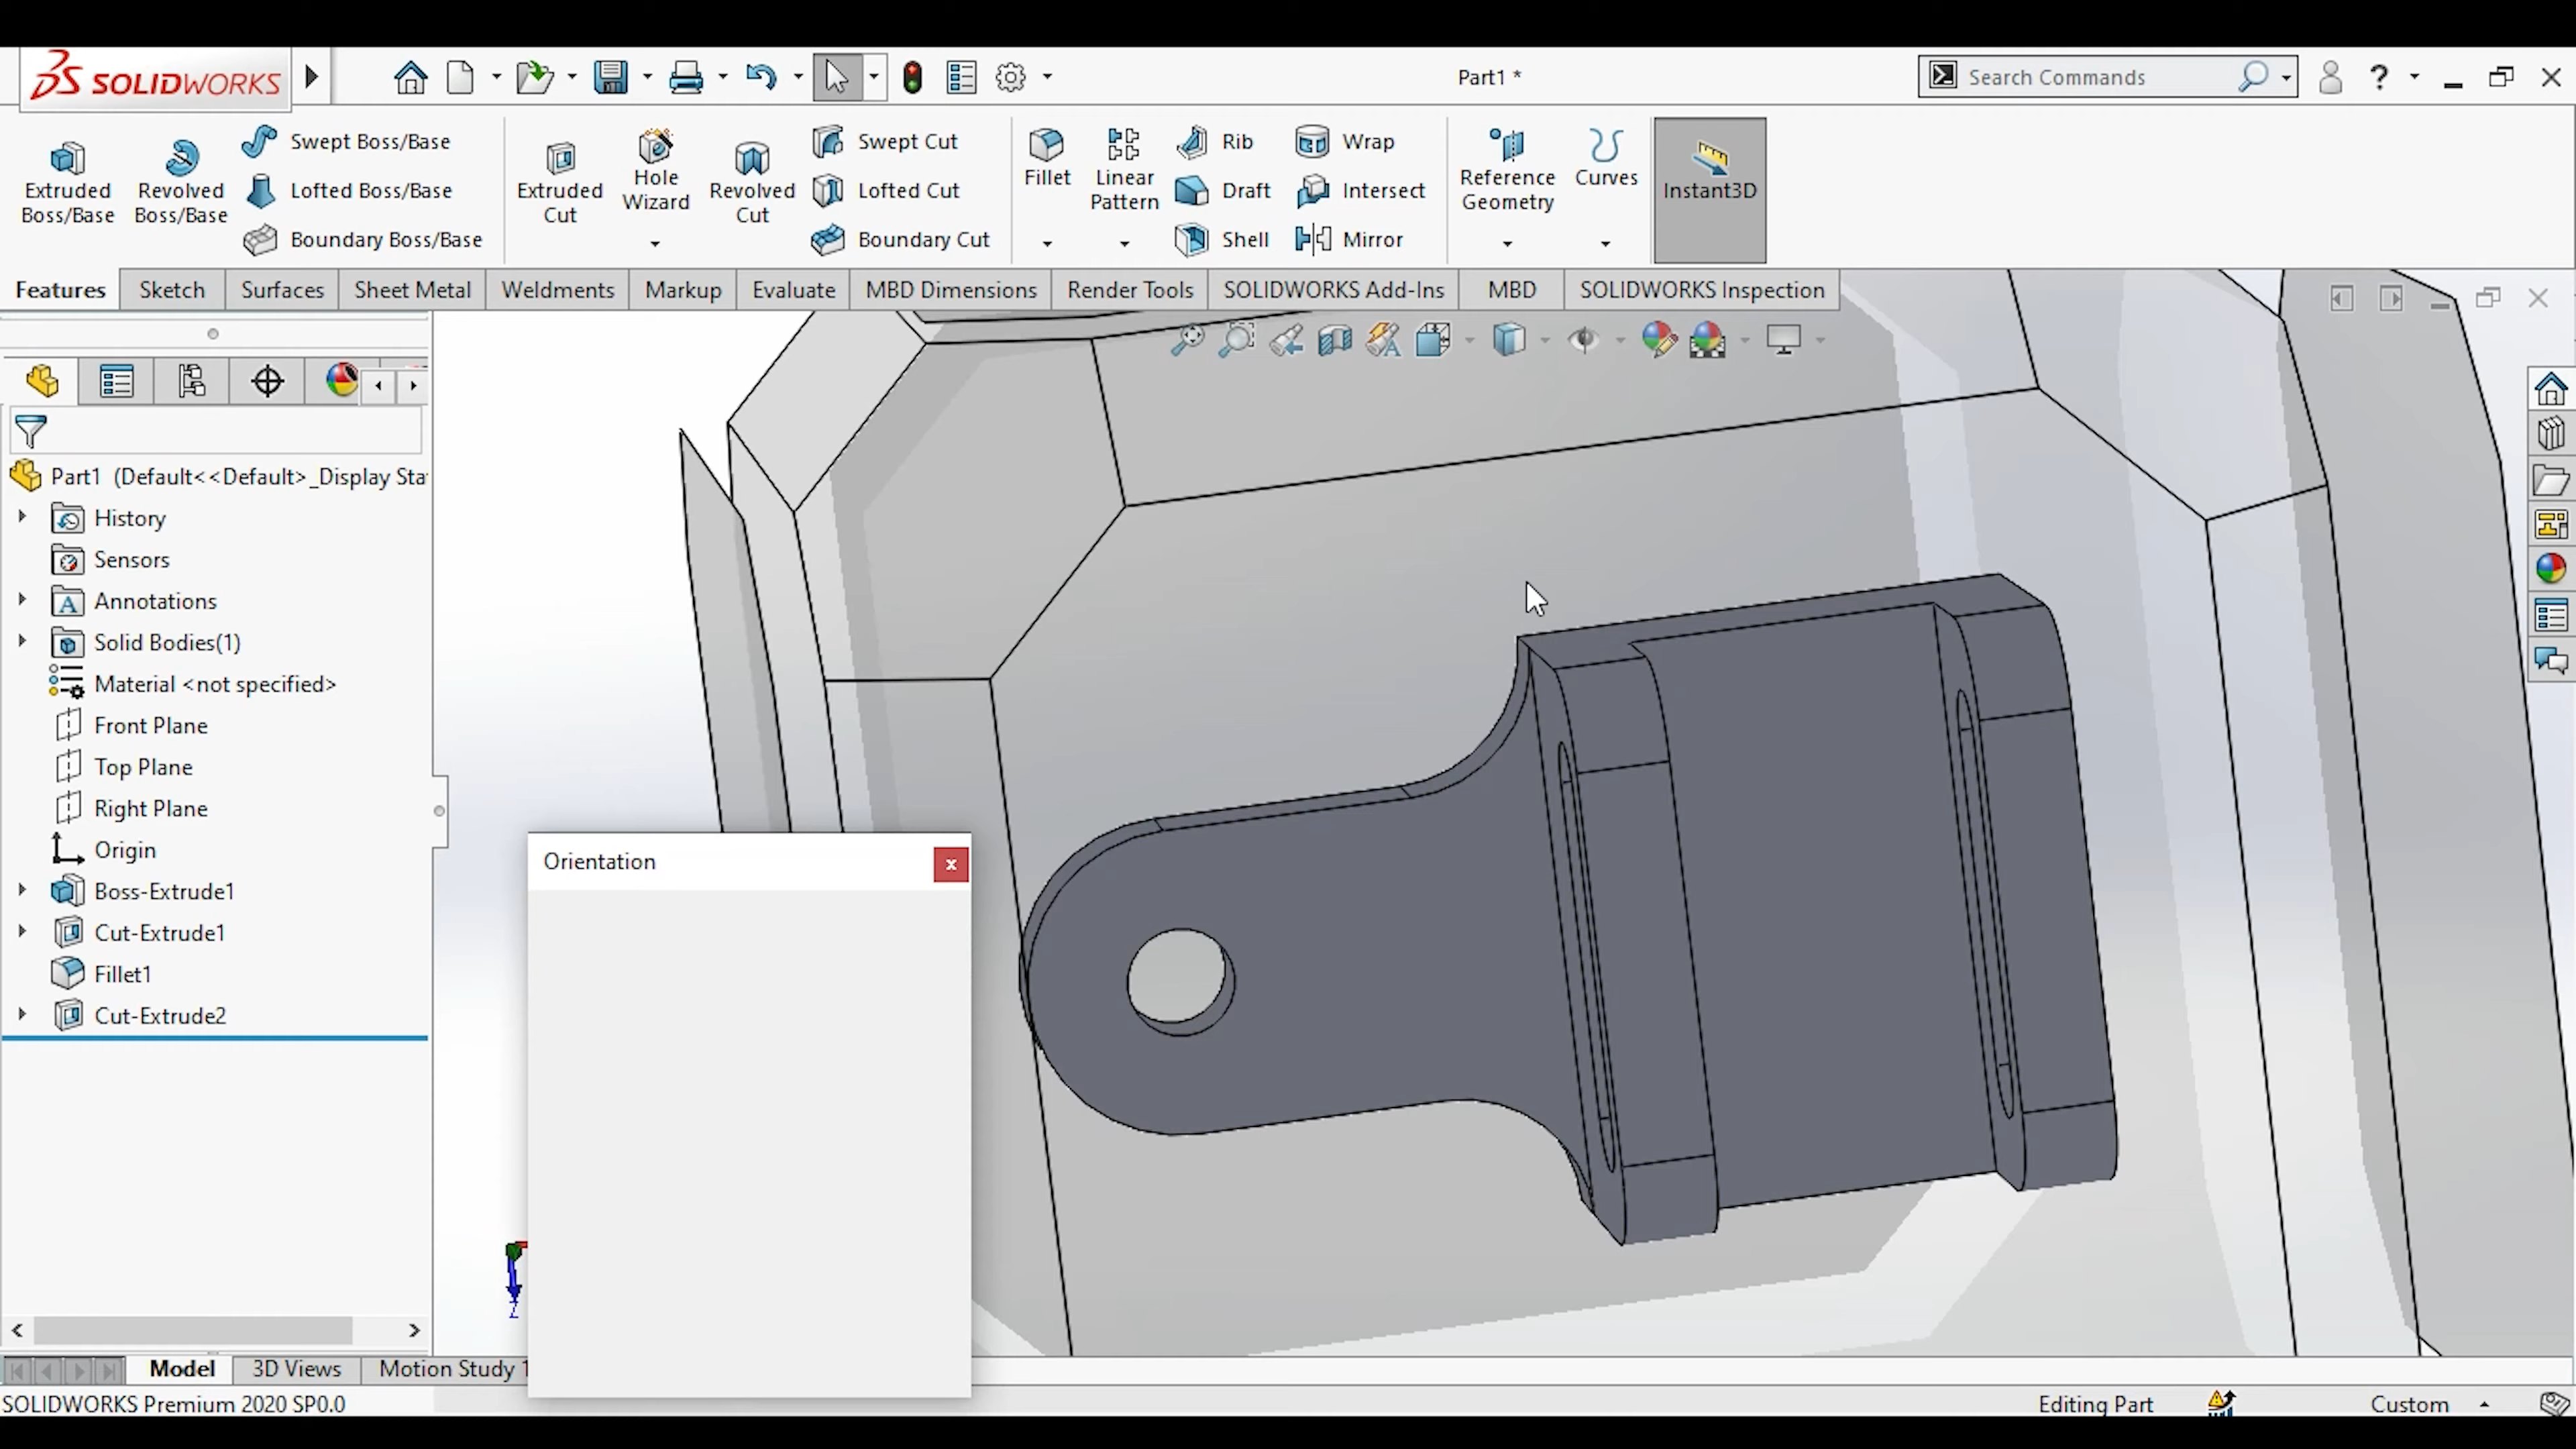 SOLIDWORKS
Part1 *
Search Commands
?
Extruded Boss/Base
Revolved Boss/Base
Swept Boss/Base
Lofted Boss/Base
Boundary Boss/Base
Extruded Cut
Hole Wizard
Revolved Cut
Swept Cut
Lofted Cut
Boundary Cut
Fillet
Linear Pattern
Rib
Draft
Shell
Wrap
Intersect
Mirror
Reference Geometry
Curves
Instant3D
Features
Sketch
Surfaces
Sheet Metal
Weldments
Markup
Evaluate
MBD Dimensions
Render Tools
SOLIDWORKS Add-Ins
MBD
SOLIDWORKS Inspection
Part1 (Default<<Default>_Display Sta
History
Sensors
Annotations
Solid Bodies(1)
Material <not specified>
Front Plane
Top Plane
Right Plane
Origin
Boss-Extrude1
Cut-Extrude1
Fillet1
Cut-Extrude2
Orientation
Model
3D Views
Motion Study 1
SOLIDWORKS Premium 2020 SP0.0
Editing Part
Custom